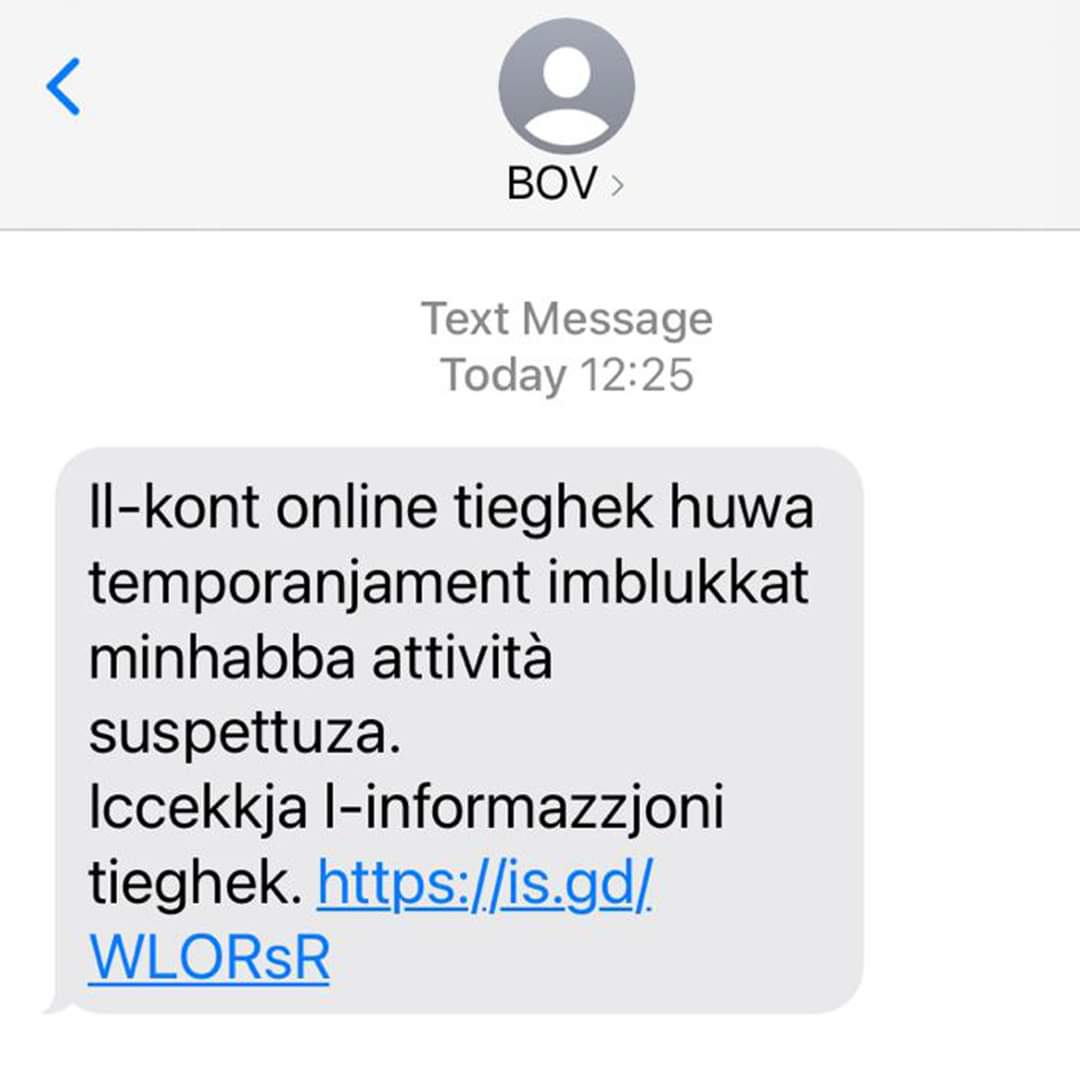 BOV
Text Message
Today 12:25
Il-kont online tieghek huwa
temporanjament imblukkat
minhabba attività
suspettuza.
Iccekkja l-informazzjoni
tieghek. https://is.gd/
WLORsR